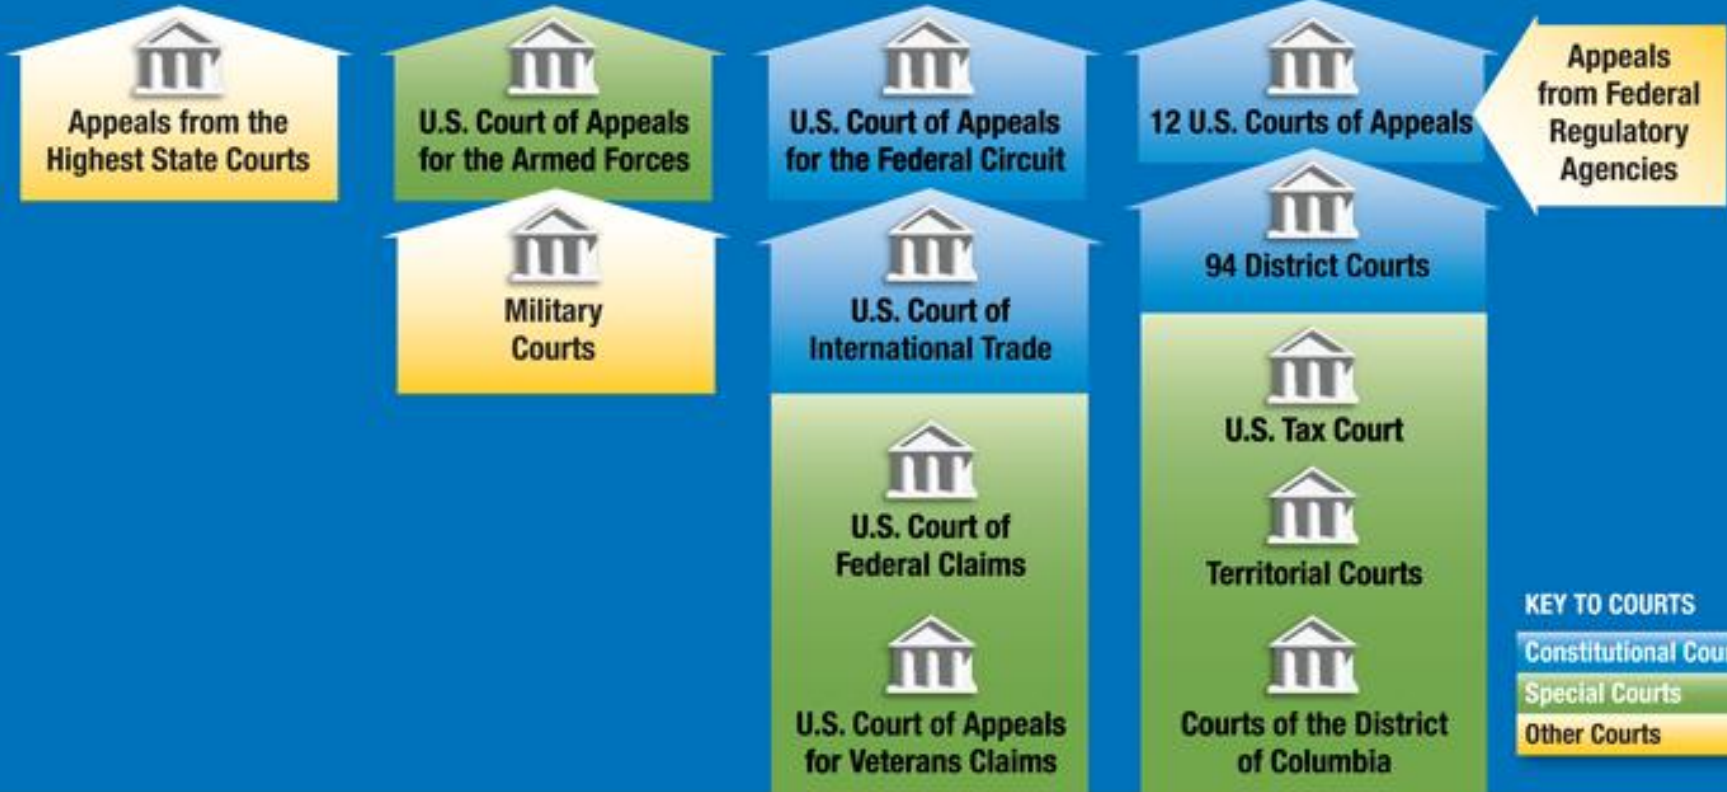 Appeals from the
Highest State Courts
U.S. Court of Appeals
for the Armed Forces
U.S. Court of Appeals
for the Federal Circuit
12 U.S. Courts of Appeals
Appeals
from Federal
Regulatory
Agencies
Military
Courts
U.S. Court of
International Trade
94 District Courts
U.S. Court of
Federal Claims
U.S. Tax Court
Territorial Courts
U.S. Court of Appeals
for Veterans Claims
Courts of the District
of Columbia
KEY TO COURTS
Constitutional
Special Courts
Other Courts